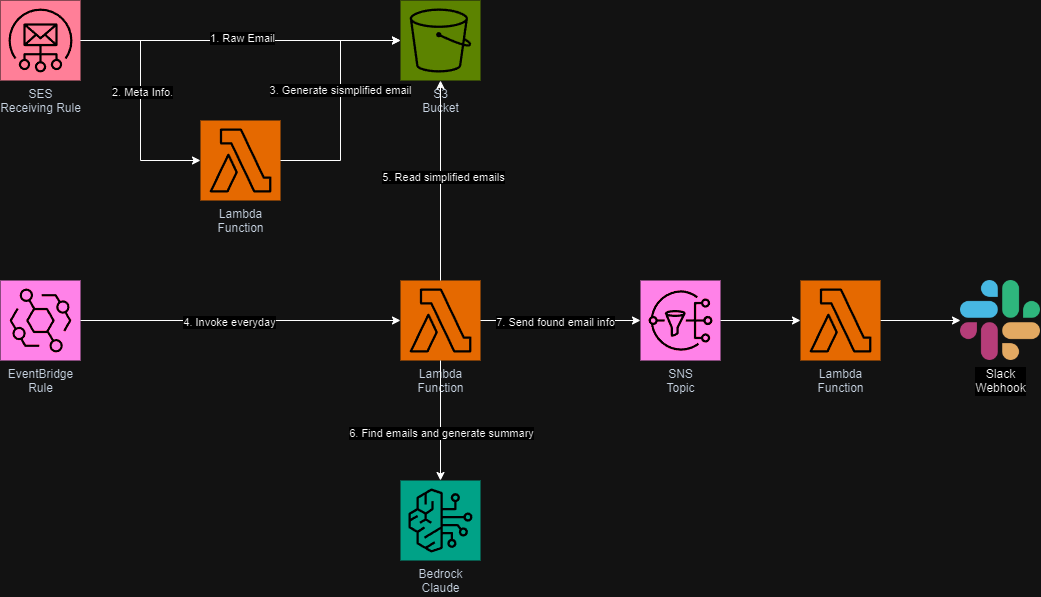 1. Raw Email
SES
Receiving Rule
2. Meta Info.
3. Generate sismplified email
S3
Bucket
Lambda
Function
5. Read simplified emails
4. Invoke everyday
7. Send found email info
EventBridge
Rule
Lambda
Function
SNS
Topic
Lambda
Function
Slack
Webhook
6. Find emails and generate summary
Bedrock
Claude